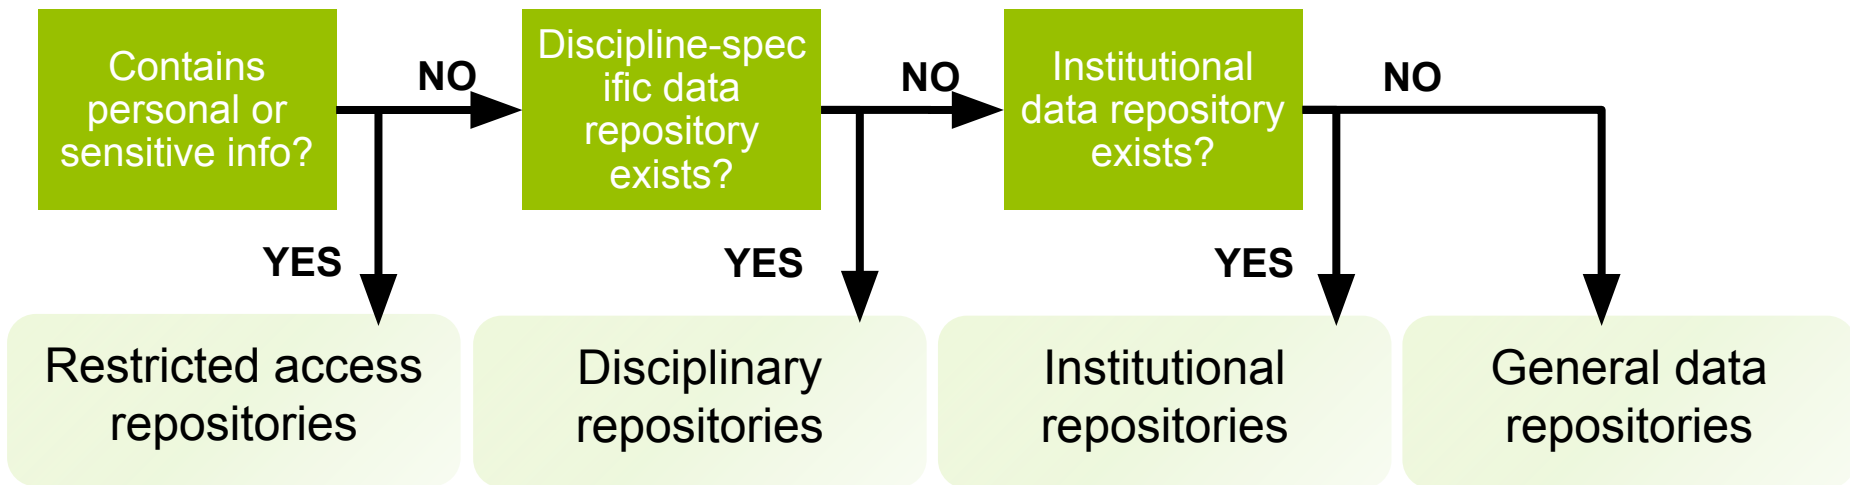 Contains
personal or
sensitive info?
NO
YES
Discipline-spec
ific data
repository
exists?
NO
YES
Institutional
data repository
exists?
NO
YES
Restricted access
repositories
Disciplinary
repositories
Institutional
repositories
General data
repositories